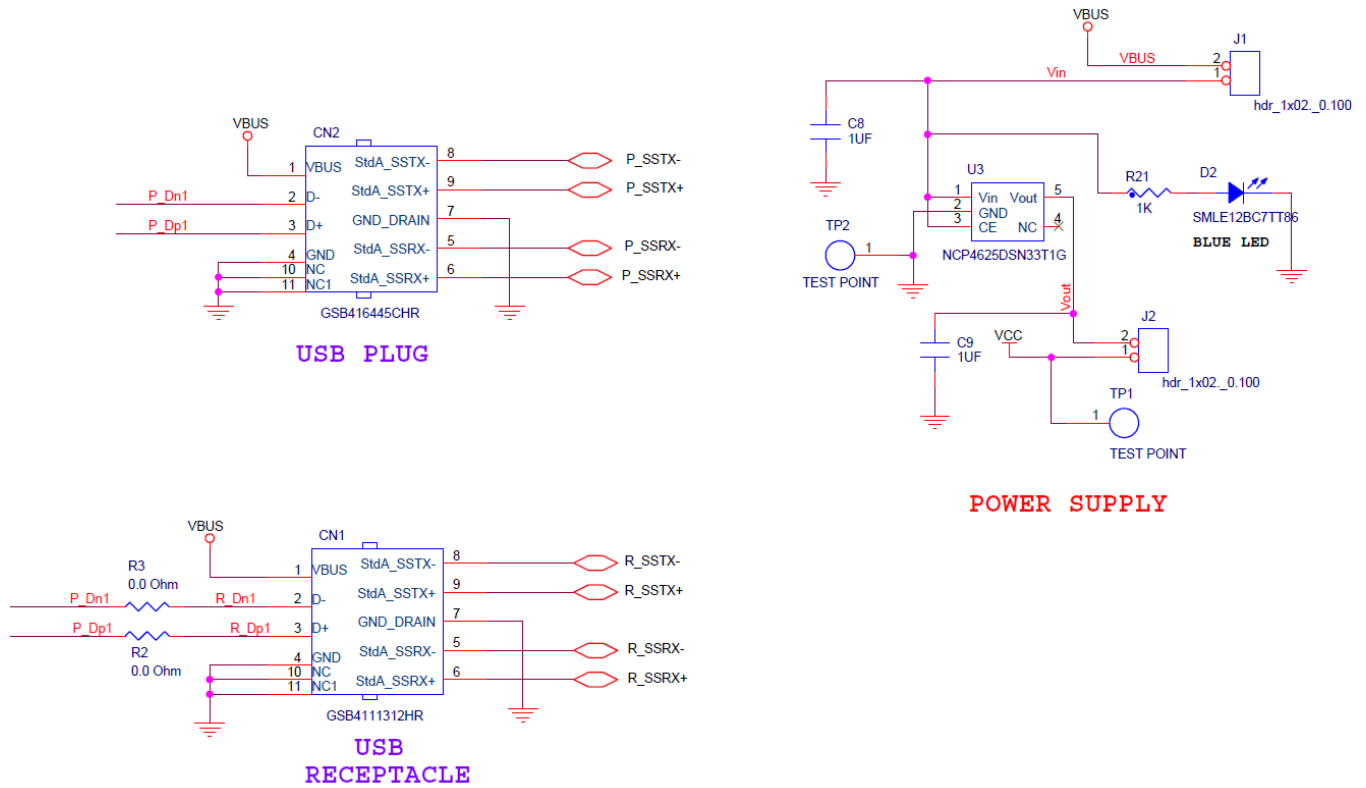 VBUS
CN2
1 VBUS StdA_SSTX- 8 P_SSTX-
P_Dn1 2 D- StdA_SSTX+ 9 P_SSTX+
P_Dp1 3 D+ GND_DRAIN 7
4 GND StdA_SSRX- 5 P_SSRX-
10 NC
11 NC1 StdA_SSRX+ 6 P_SSRX+
GSB416445CHR
USB PLUG
VBUS
J1
VBUS 2
Vin 1
hdr_1x02._0.100
C8
1UF
U3
1 Vin Vout 5
2 GND
3 CE NC 4
NCP4625DSN33T1G
R21
1K
D2
SMLE12BC7TT86
BLUE LED
TP2
1
TEST POINT
Vout
C9
1UF
VCC
J2
2
1
hdr_1x02._0.100
TP1
1
TEST POINT
POWER SUPPLY
VBUS
CN1
R3
0.0 Ohm
1 VBUS StdA_SSTX- 8 R_SSTX-
P_Dn1 R_Dn1 2 D- StdA_SSTX+ 9 R_SSTX+
P_Dp1 R_Dp1 3 D+ GND_DRAIN 7
R2
0.0 Ohm
4 GND StdA_SSRX- 5 R_SSRX-
10 NC
11 NC1 StdA_SSRX+ 6 R_SSRX+
GSB4111312HR
USB
RECEPTACLE